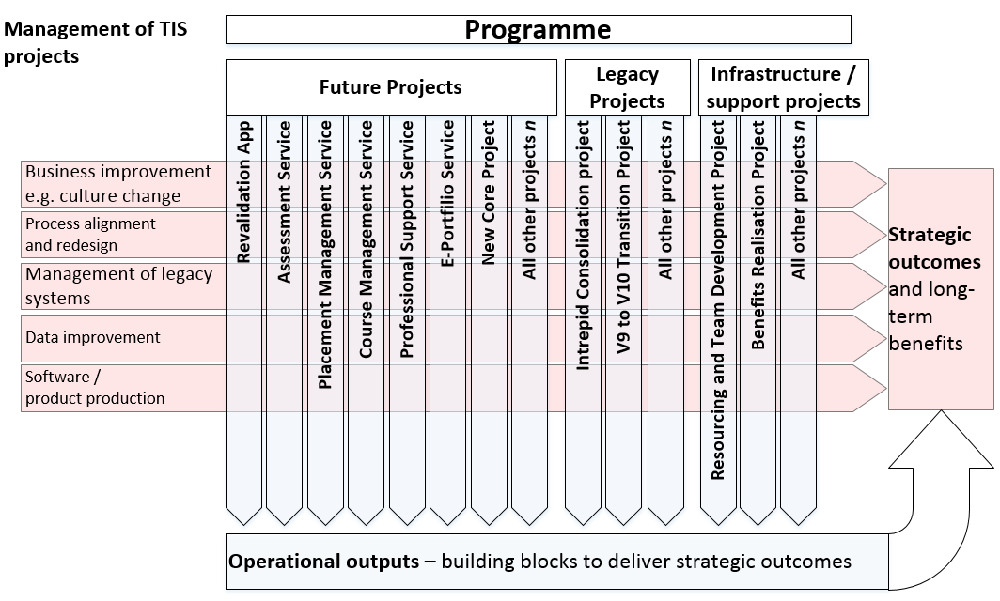 Management of TIS
projects
Programme
Future Projects
Legacy
Projects
Infrastructure /
support projects
Revalidation App
Assessment Service
Placement Management Service
Course Management Service
Professional Support Service
E-Portfilio Service
New Core Project
All other projects n
Intrepid Consolidation project
V9 to V10 Transition Project
All other projects n
Resourcing and Team Development Project
Benefits Realisation Project
All other projects n
Business improvement
e.g. culture change
Process alignment
and redesign
Management of legacy
systems
Data improvement
Software /
product production
Strategic
outcomes
and long-
term
benefits
Operational outputs – building blocks to deliver strategic outcomes